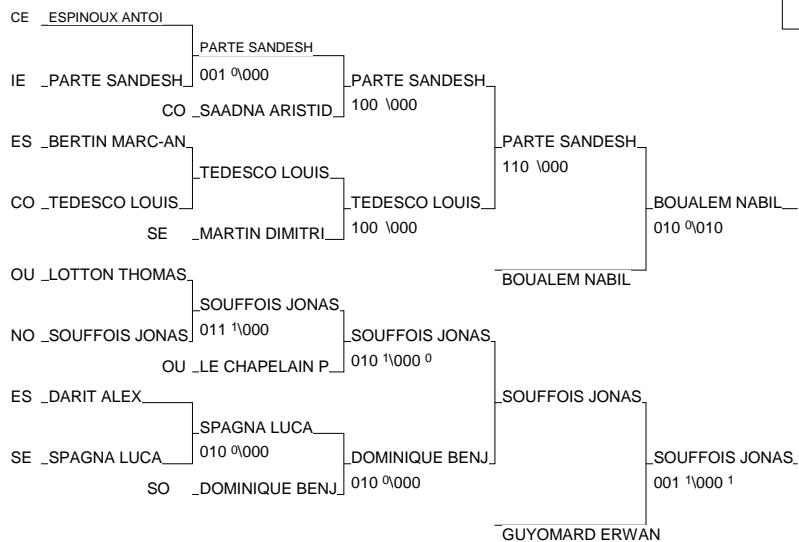 CE ESPINOUX ANTOI
PARTE SANDESH
IE PARTE SANDESH 001 0\000 PARTE SANDESH
CO SAADNA ARISTID 100 \000
ES BERTIN MARC-AN PARTE SANDESH
TEDESCO LOUIS 110 \000
CO TEDESCO LOUIS TEDESCO LOUIS BOUALEM NABIL
SE MARTIN DIMITRI 100 \000 010 0\010
OU LOTTON THOMAS BOUALEM NABIL
SOUFFOIS JONAS
NO SOUFFOIS JONAS 011 1\000 SOUFFOIS JONAS
OU LE CHAPELAIN P 010 1\000 0
ES DARIT ALEX SOUFFOIS JONAS
SPAGNA LUCA
SE SPAGNA LUCA 010 0\000 DOMINIQUE BENJ SOUFFOIS JONAS
SO DOMINIQUE BENJ 010 0\000 001 1\000 1
GUYOMARD ERWAN